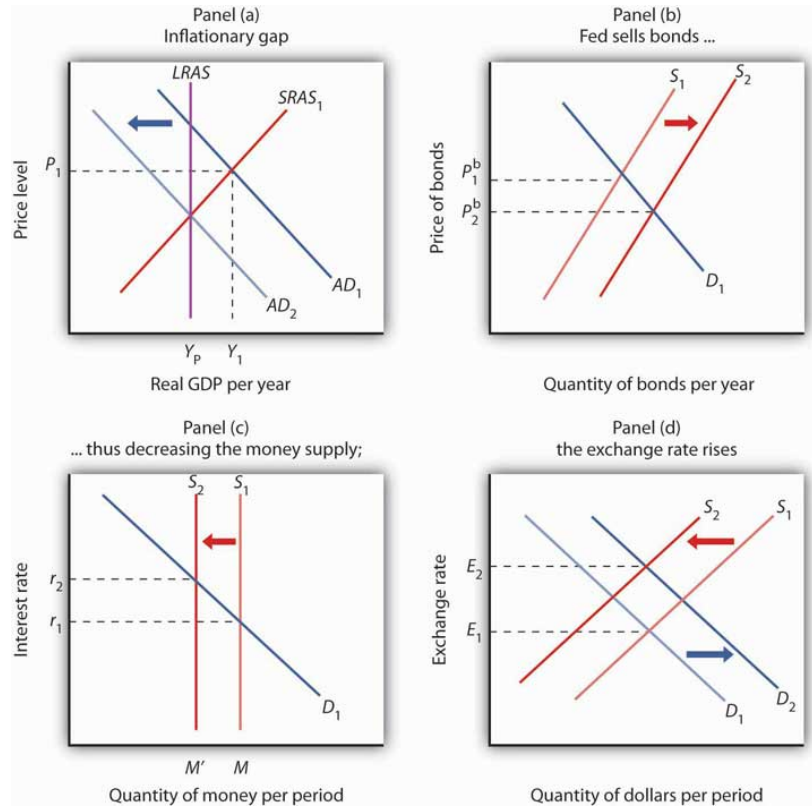 Panel (a)
Inflationary gap
LRAS
SRAS₁
P₁
Price level
AD₁
AD₂
Yₚ Y₁
Real GDP per year
Panel (b)
Fed sells bonds ...
S₁
S₂
P₁ᵇ
P₂ᵇ
Price of bonds
D₁
Quantity of bonds per year
Panel (c)
... thus decreasing the money supply;
S₂ S₁
r₂
r₁
Interest rate
D₁
M' M
Quantity of money per period
Panel (d)
the exchange rate rises
S₂
S₁
E₂
E₁
Exchange rate
D₁
D₂
Quantity of dollars per period